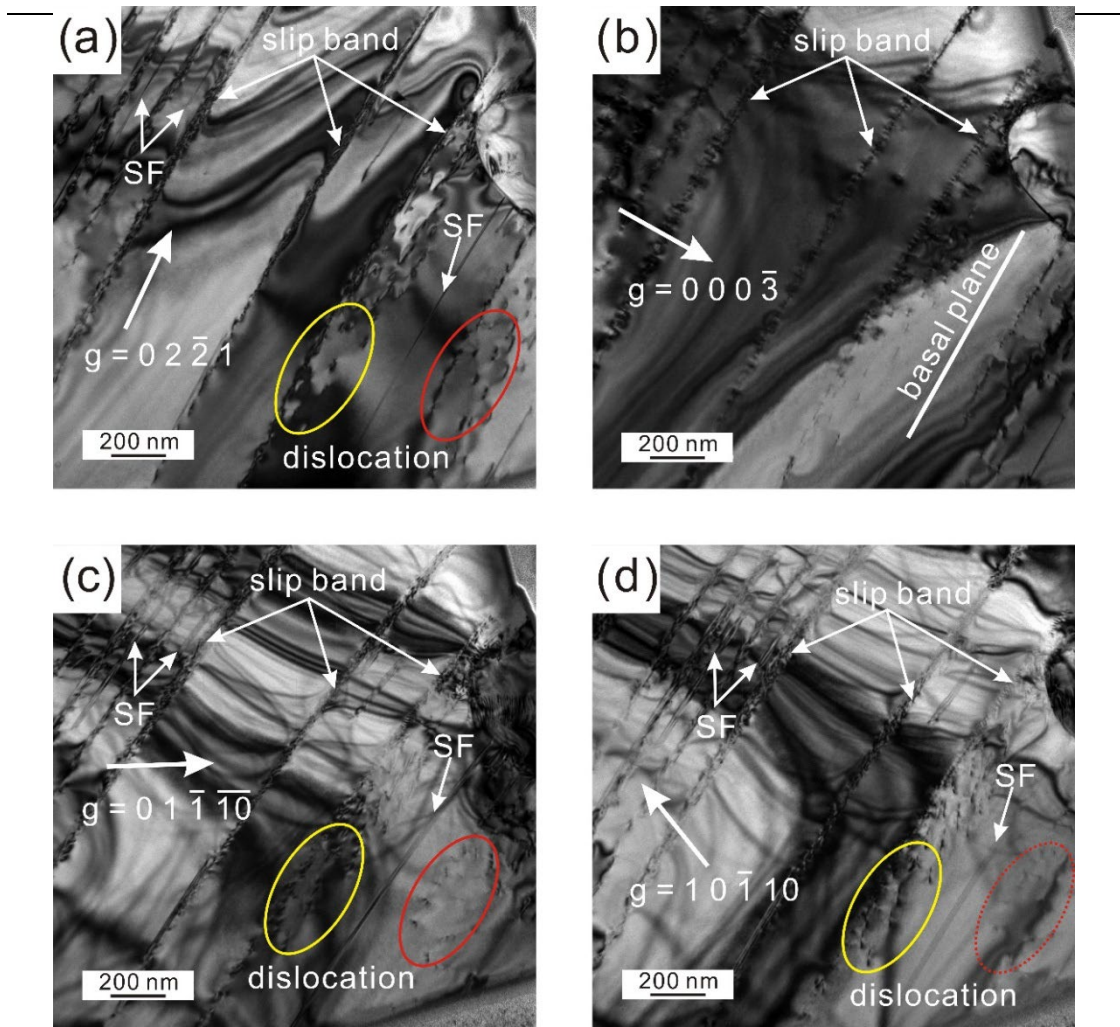 (a)
slip band
SF
SF
g = 0 2 2̄ 1
200 nm
dislocation
(b)
slip band
g = 0 0 0 3̄
basal plane
200 nm
(c)
slip band
SF
SF
g = 0 1 1̄ 1̄0̄
200 nm
dislocation
(d)
slip band
SF
SF
g = 1 0 1̄ 10
200 nm
dislocation